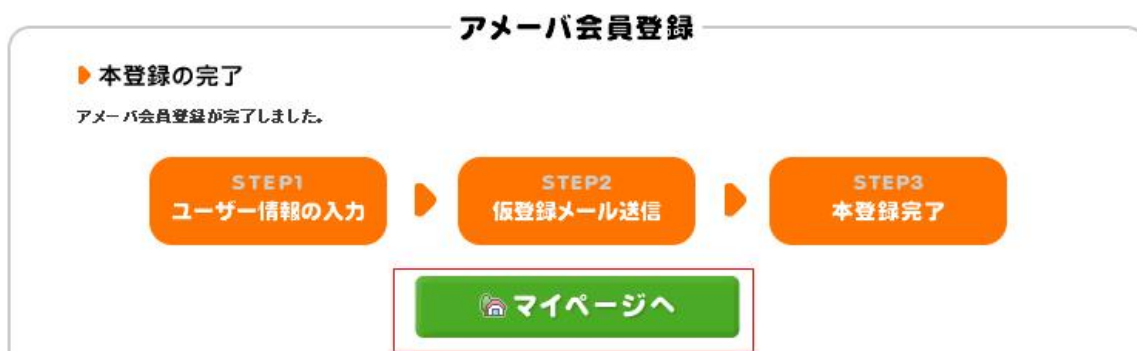 アメーバ会員登録
本登録の完了
アメーバ会員登録が完了しました。
STEP1
ユーザー情報の入力
STEP2
仮登録メール送信
STEP3
本登録完了
マイページへ